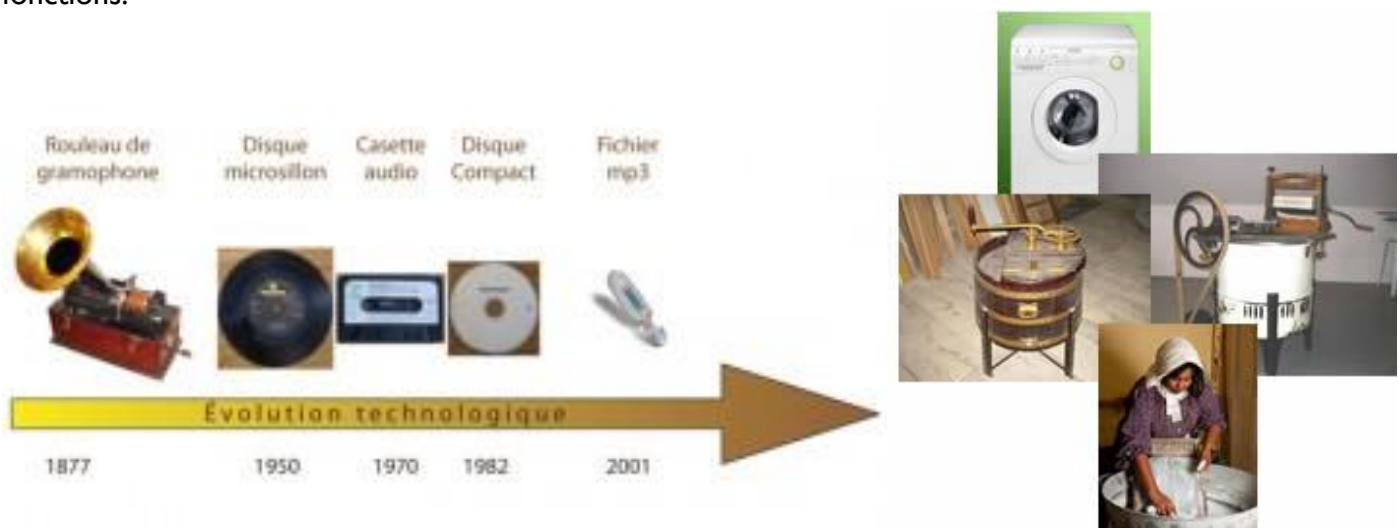 fonctions.
Rouleau de
gramophone
Disque
microsillon
Casette
audio
Disque
Compact
Fichier
mp3
Évolution technologique
1877
1950
1970
1982
2001